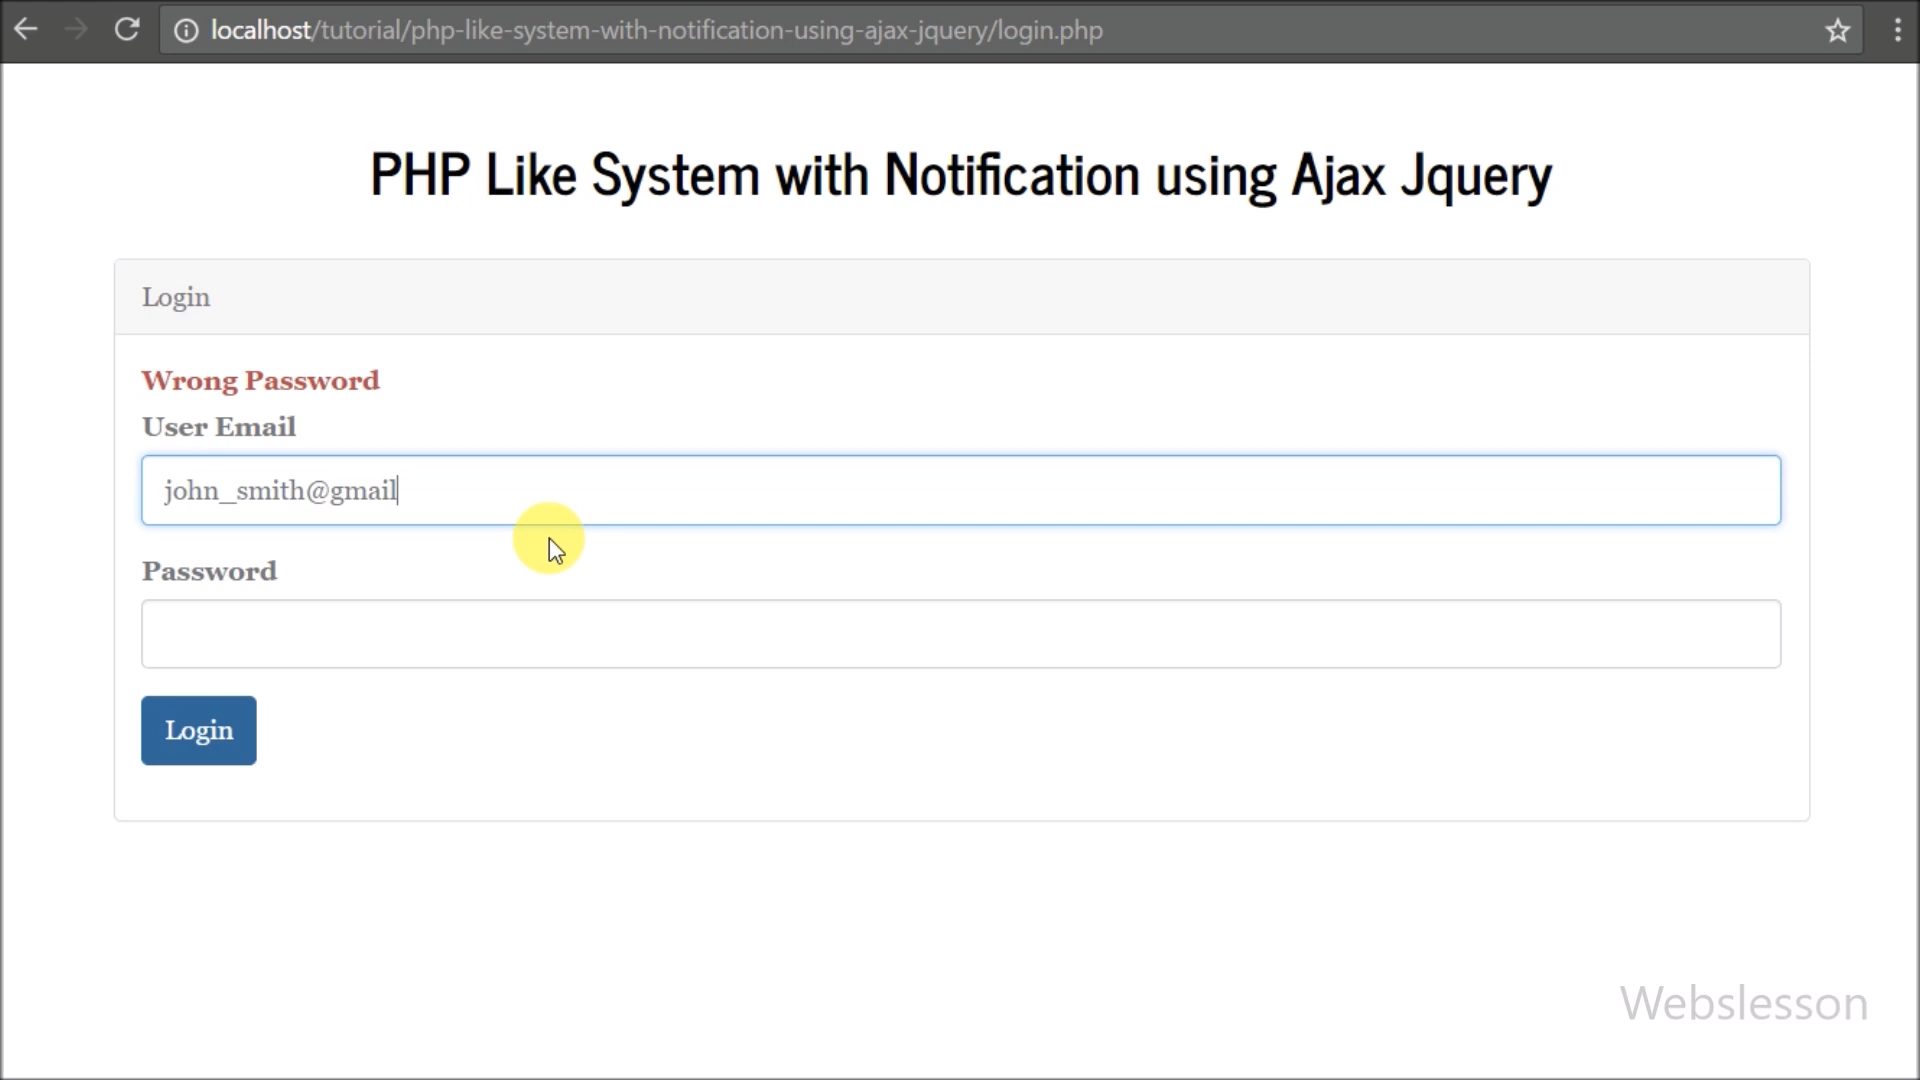 localhost/tutorial/php-like-system-with-notification-using-ajax-jquery/login.php
PHP Like System with Notification using Ajax Jquery
Login
Wrong Password
User Email
john_smith@gmail
Password
Login
Webslesson